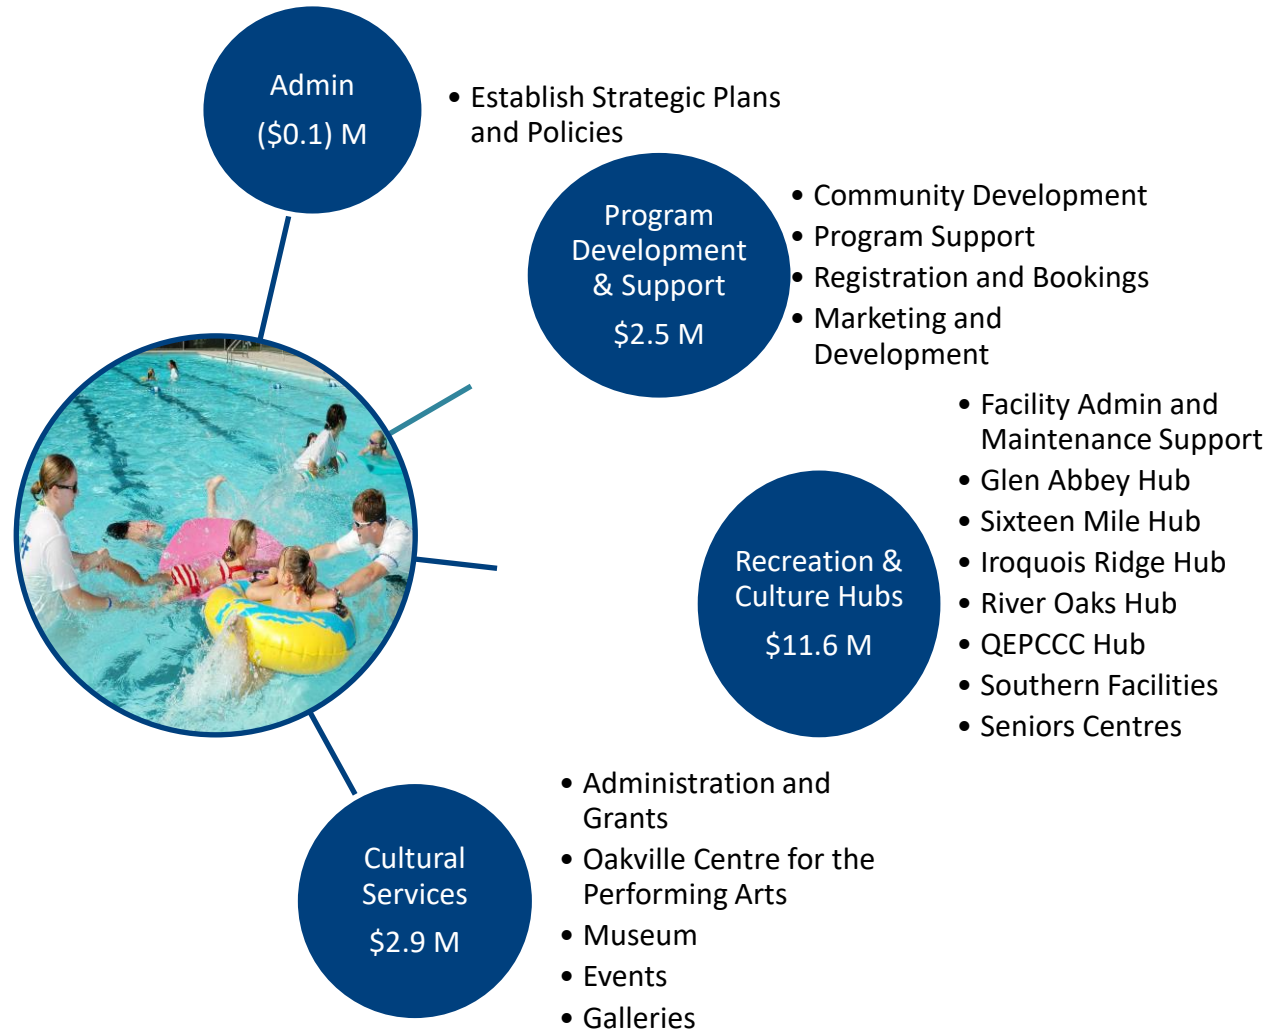 Admin
($0.1) M
• Establish Strategic Plans
and Policies
Program
Development
& Support
$2.5 M
• Community Development
• Program Support
• Registration and Bookings
• Marketing and
Development
Recreation &
Culture Hubs
$11.6 M
• Facility Admin and
Maintenance Support
• Glen Abbey Hub
• Sixteen Mile Hub
• Iroquois Ridge Hub
• River Oaks Hub
• QEPCCC Hub
• Southern Facilities
• Seniors Centres
Cultural
Services
$2.9 M
• Administration and
Grants
• Oakville Centre for the
Performing Arts
• Museum
• Events
• Galleries